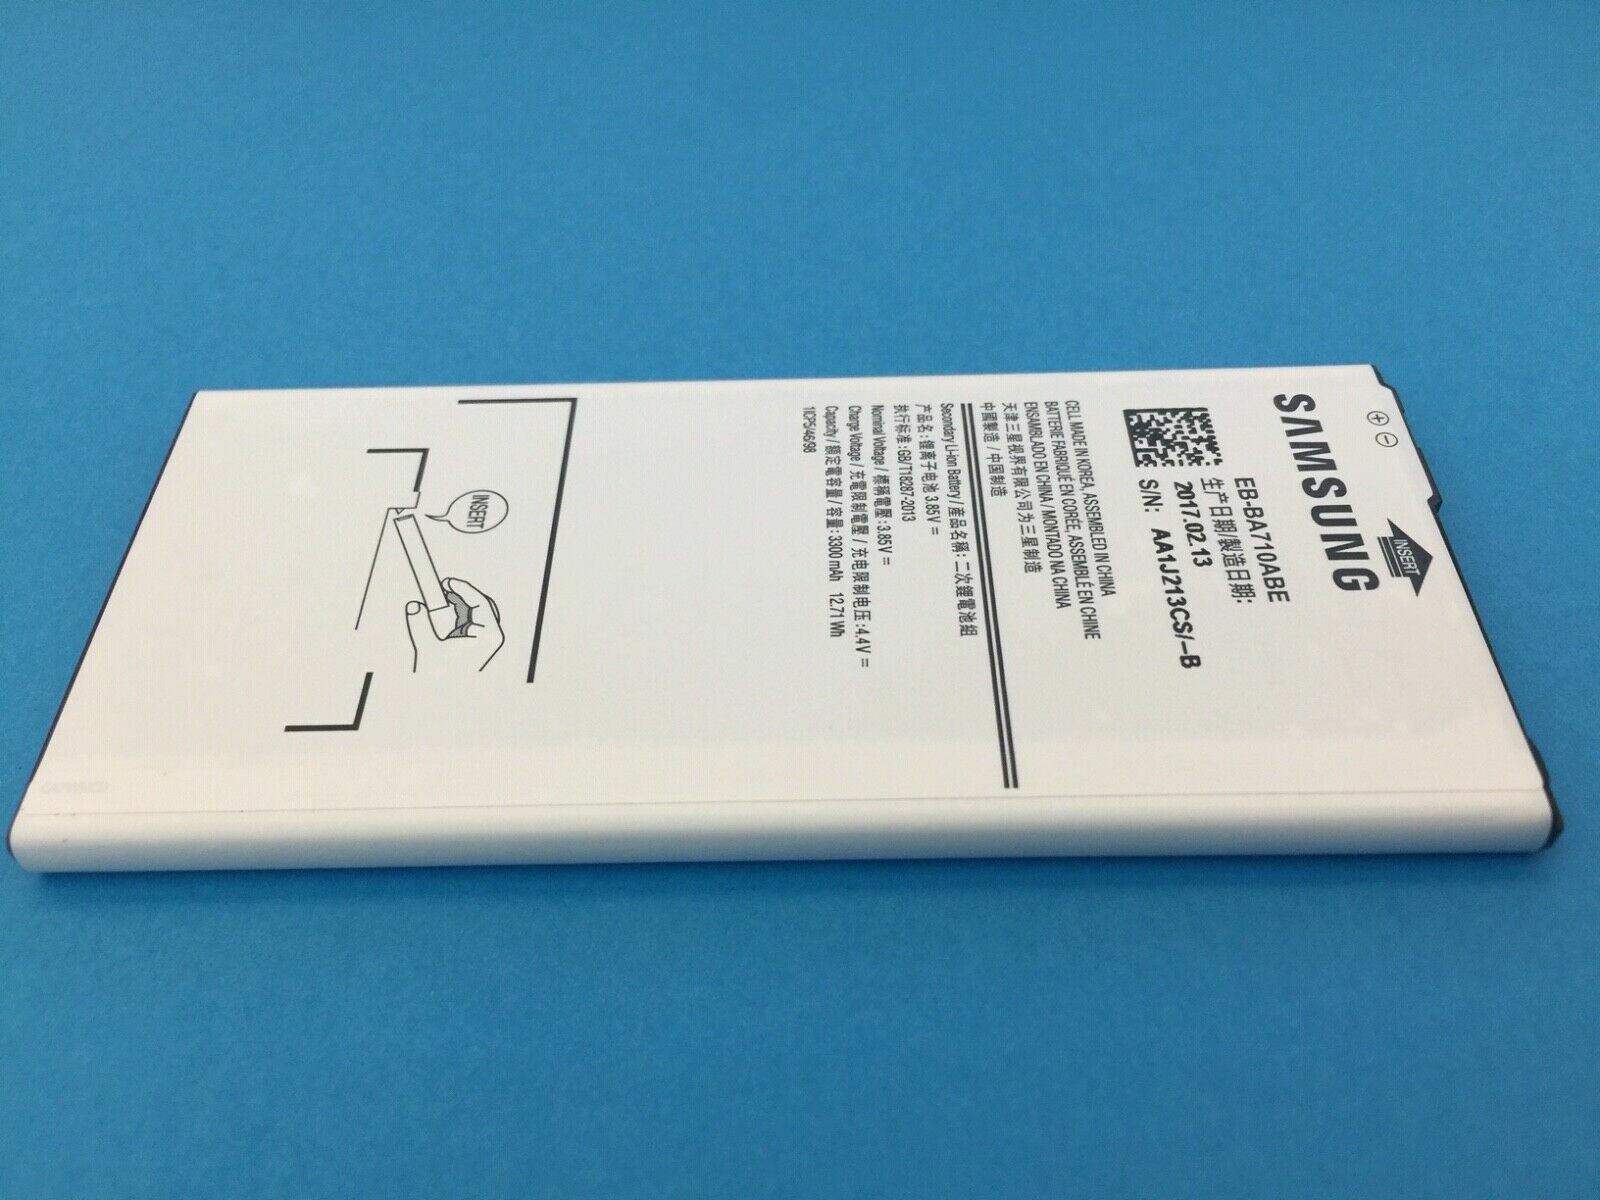 INSERT
SAMSUNG
EB-BA710ABE
生产日期/製造日期:
2017.02.13
S/N: AA1J213CS/-B
CELL MADE IN KOREA, ASSEMBLED IN CHINA
BATTERIE FABRIQUÉ EN CORÉE, ASSEMBLÉ EN CHINE
ENSAMBLADO EN CHINA / MONTADO NA CHINA
天津三星视界有限公司为三星制造
中國製造 / 中国制造
Secondary Li-ion Battery / 産品名稱: 二次鋰電池組
产品名: 锂离子电池 3.85V =
执行标准: GB/T18287-2013
Nominal Voltage / 標稱電壓: 3.85V =
Charge Voltage / 充電限制電壓 / 充电限制电压: 4.4V =
Capacity / 額定電容量 / 容量: 3300 mAh 12.71 Wh
1ICP5/46/98
INSERT